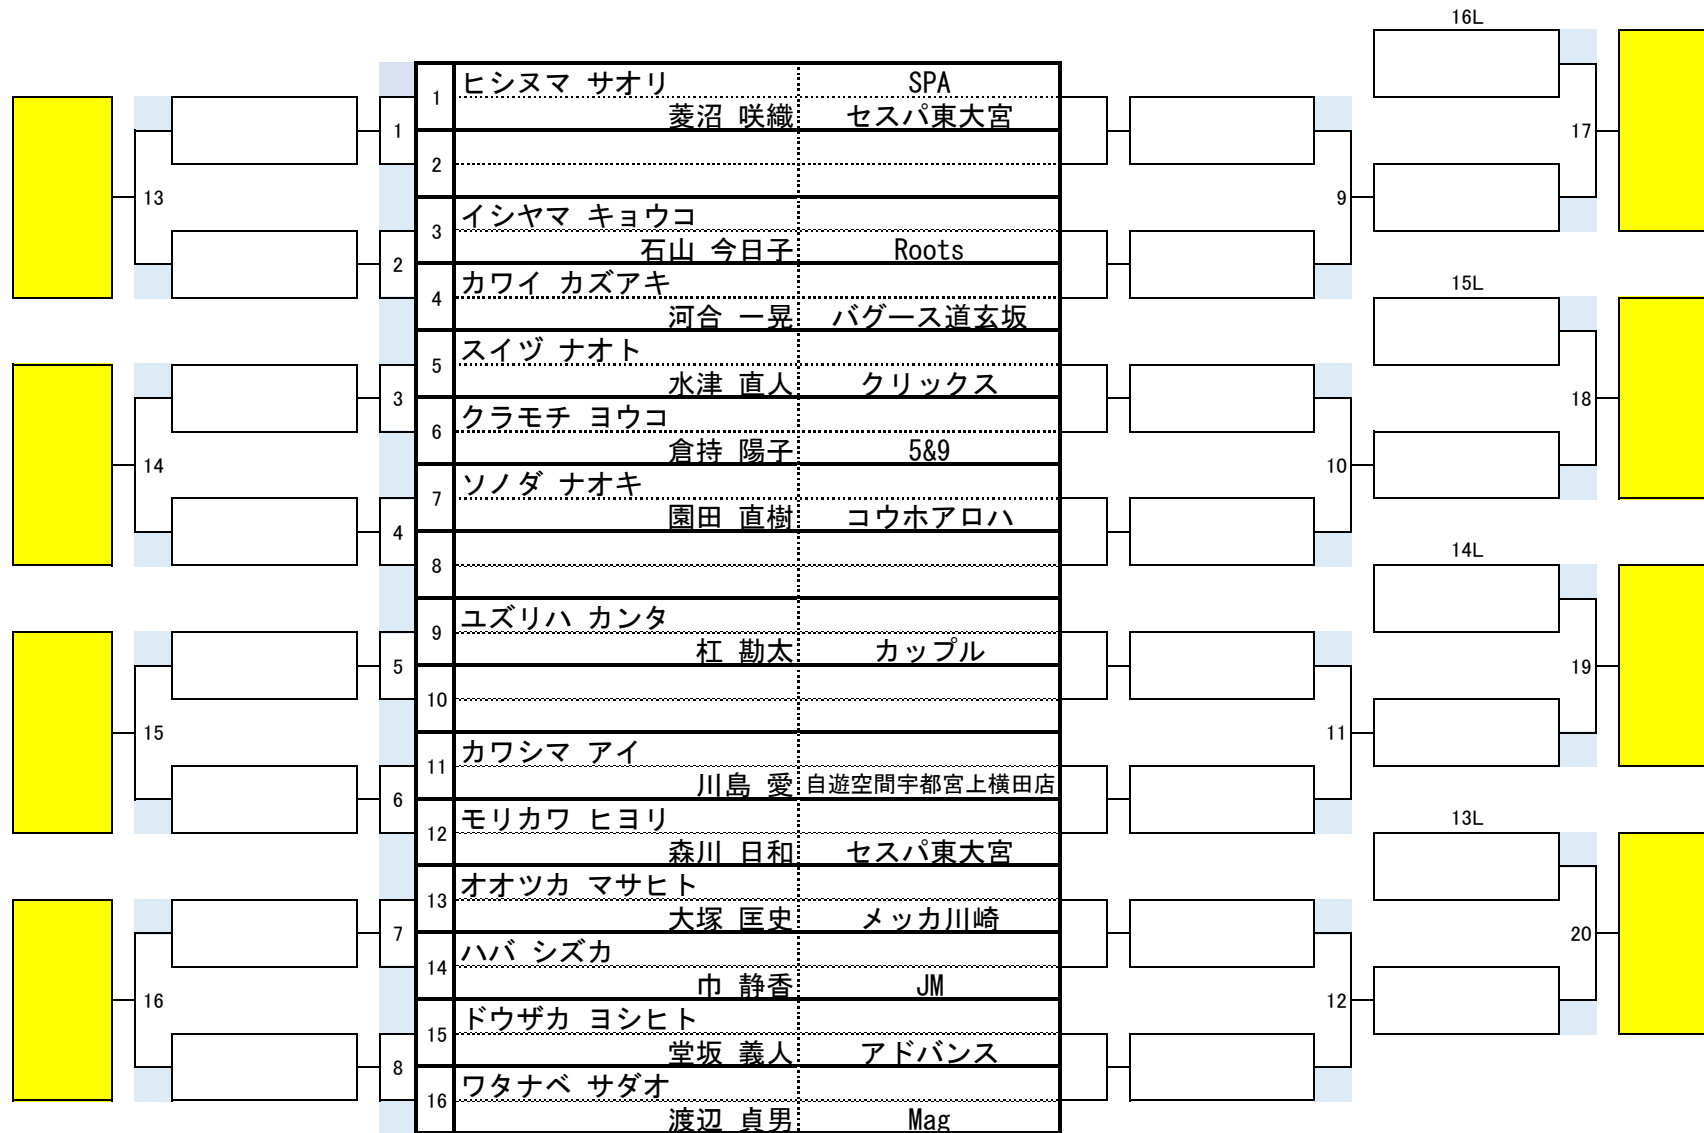 16L
1 ヒシヌマ サオリ SPA
菱沼 咲織 セスパ東大宮
1 17
2
13 9
3 イシヤマ キョウコ
石山 今日子 Roots
2
15L
4 カワイ カズアキ
河合 一晃 バグース道玄坂
5 スイヅ ナオト
水津 直人 クリックス
3 18
6 クラモチ ヨウコ
倉持 陽子 5&9
14 10
7 ソノダ ナオキ
園田 直樹 コウホアロハ
4
14L
8
9 ユズリハ カンタ
杠 勘太 カップル
5 19
10
15 11
11 カワシマ アイ
川島 愛 自遊空間宇都宮上横田店
6
13L
12 モリカワ ヒヨリ
森川 日和 セスパ東大宮
13 オオツカ マサヒト
大塚 匡史 メッカ川崎
7 20
14 ハバ シズカ
巾 静香 JM
16 12
15 ドウザカ ヨシヒト
堂坂 義人 アドバンス
8
16 ワタナベ サダオ
渡辺 貞男 Mag